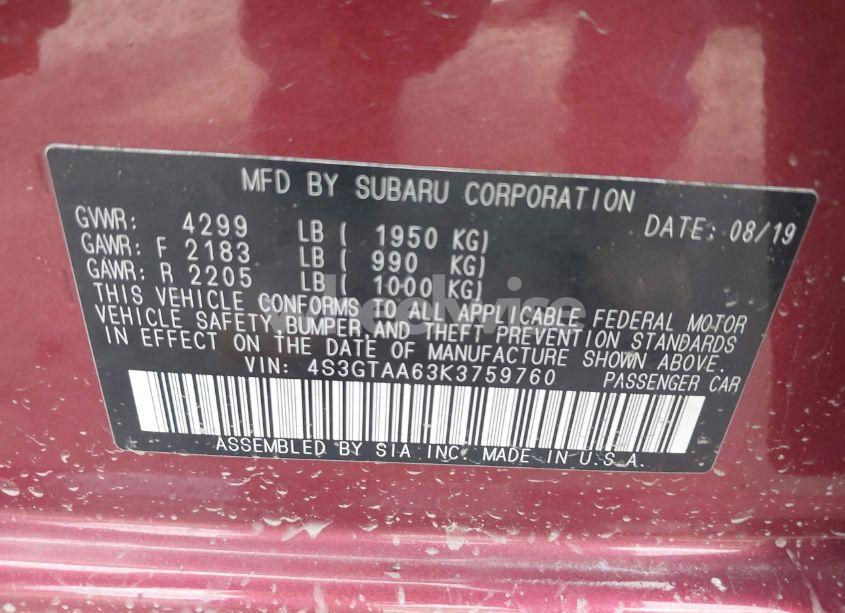 MFD BY SUBARU CORPORATION
GVWR: 4299 LB ( 1950 KG) DATE: 08/19
GAWR: F 2183 LB ( 990 KG)
GAWR: R 2205 LB ( 1000 KG)
THIS VEHICLE CONFORMS TO ALL APPLICABLE FEDERAL MOTOR
VEHICLE SAFETY, BUMPER AND THEFT PREVENTION STANDARDS
IN EFFECT ON THE DATE OF MANUFACTURE SHOWN ABOVE.
VIN: 4S3GTAA63K3759760 PASSENGER CAR
ASSEMBLED BY SIA INC. MADE IN U.S.A.
wheelwise